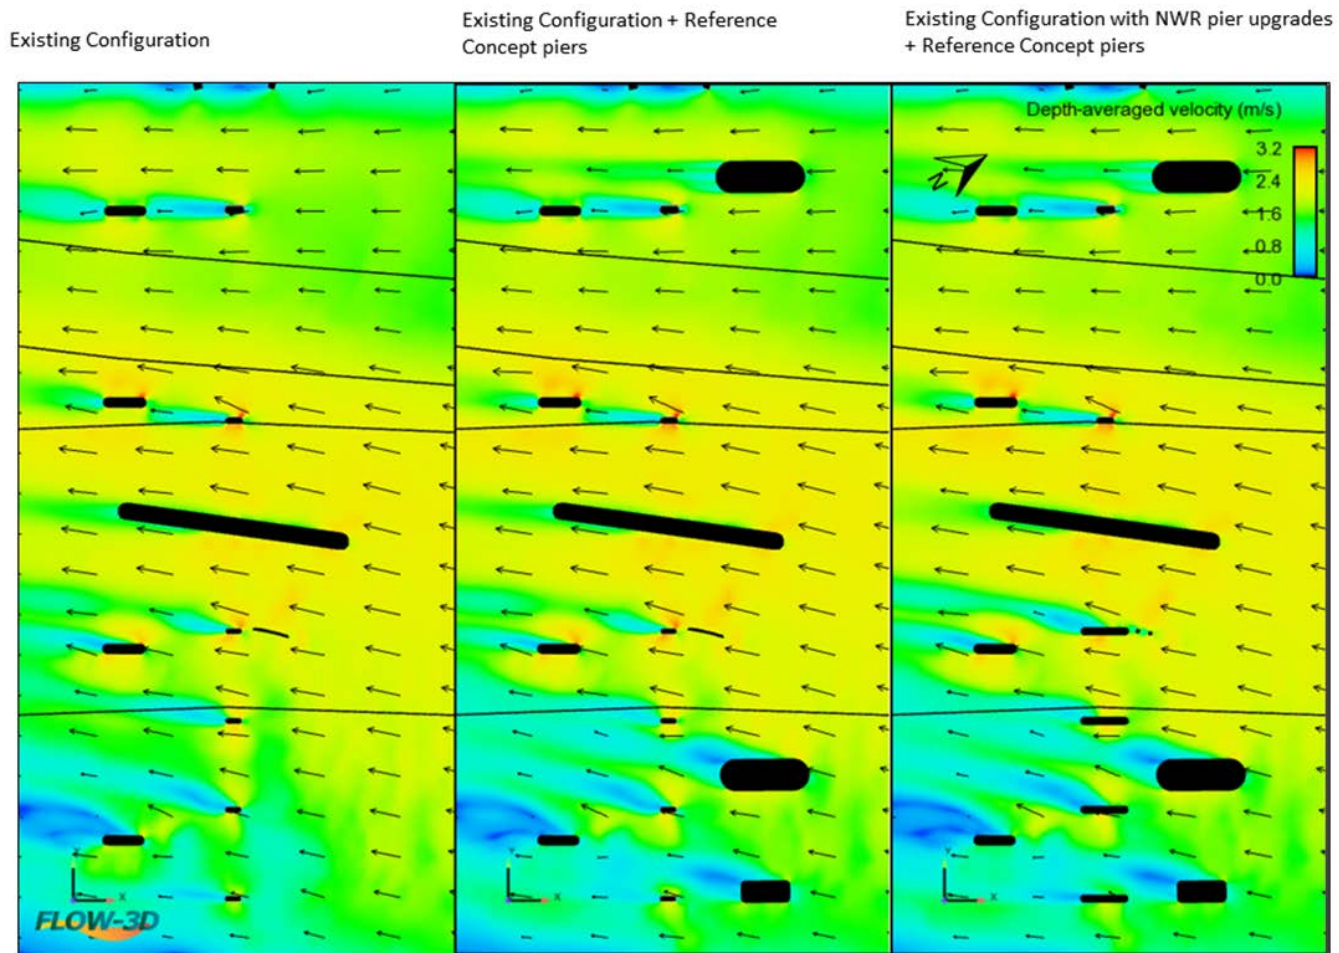 Existing Configuration
Existing Configuration + Reference
Concept piers
Existing Configuration with NWR pier upgrades
+ Reference Concept piers
Depth-averaged velocity (m/s)
3.2
2.4
1.6
0.8
0.0
N
Y
X
Y
X
Y
X
FLOW-3D